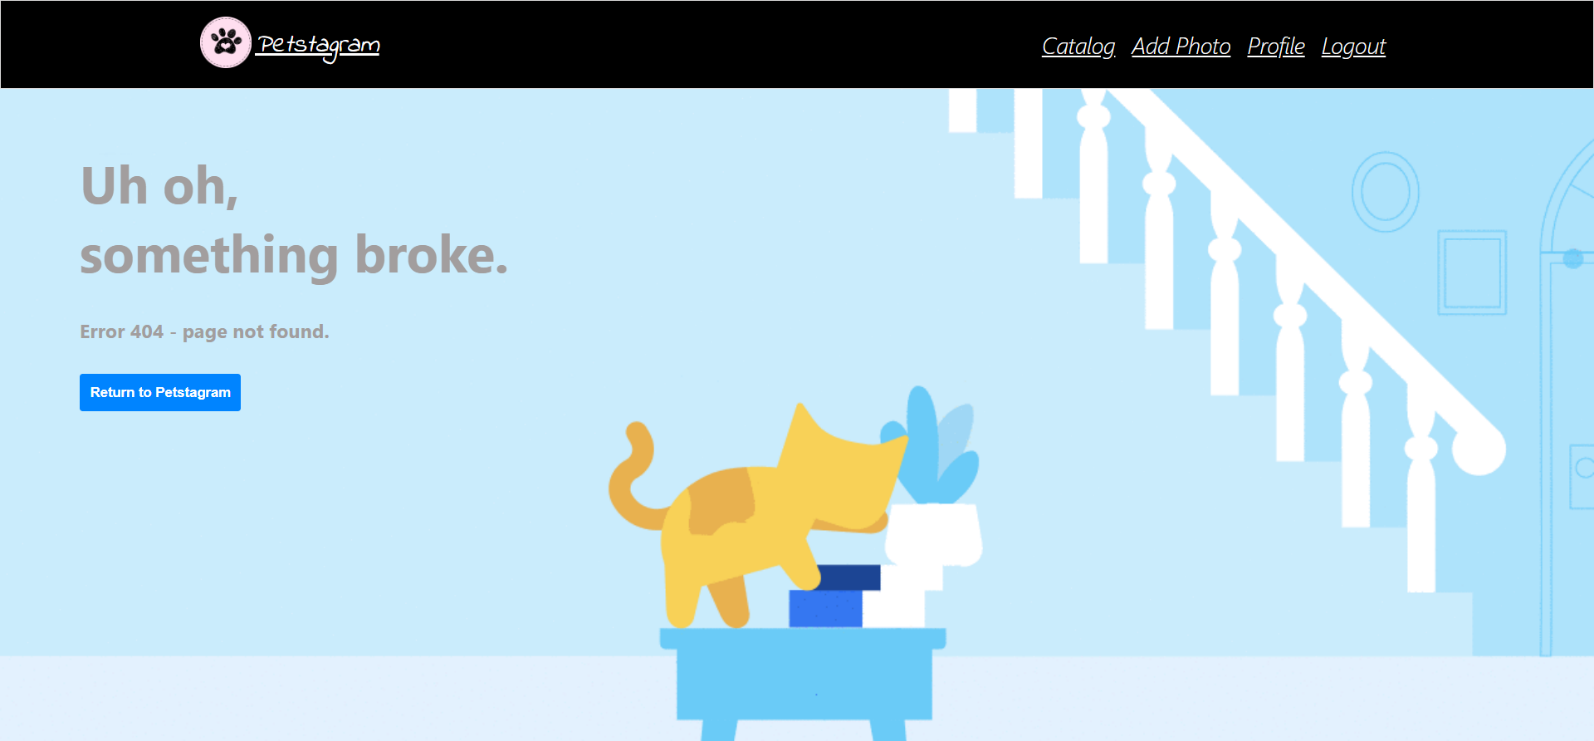 Petstagram
Catalog Add Photo Profile Logout
Uh oh,
something broke.
Error 404 - page not found.
Return to Petstagram